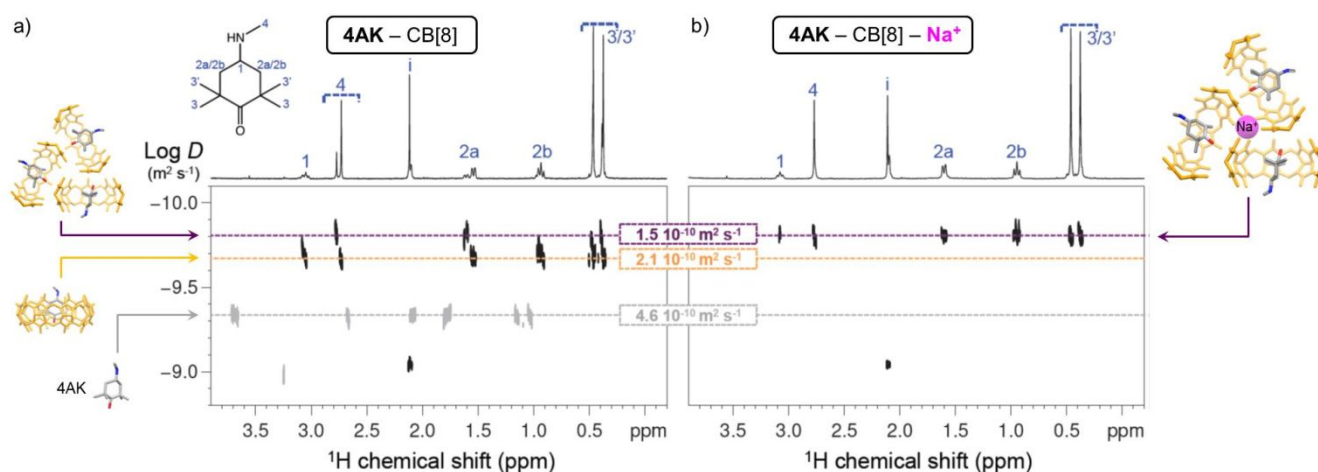 a)
4AK – CB[8]
4
HN
2a/2b
1
2a/2b
3'
3'
3
3
O
4
i
3/3'
1
2a
2b
Log D
(m² s⁻¹)
−10.0
−9.5
−9.0
4AK
3.5
3.0
2.5
2.0
1.5
1.0
0.5
ppm
¹H chemical shift (ppm)
1.5 10⁻¹⁰ m² s⁻¹
2.1 10⁻¹⁰ m² s⁻¹
4.6 10⁻¹⁰ m² s⁻¹
b)
4AK – CB[8] – Na⁺
4
i
3/3'
1
2a
2b
Na⁺
3.5
3.0
2.5
2.0
1.5
1.0
0.5
ppm
¹H chemical shift (ppm)